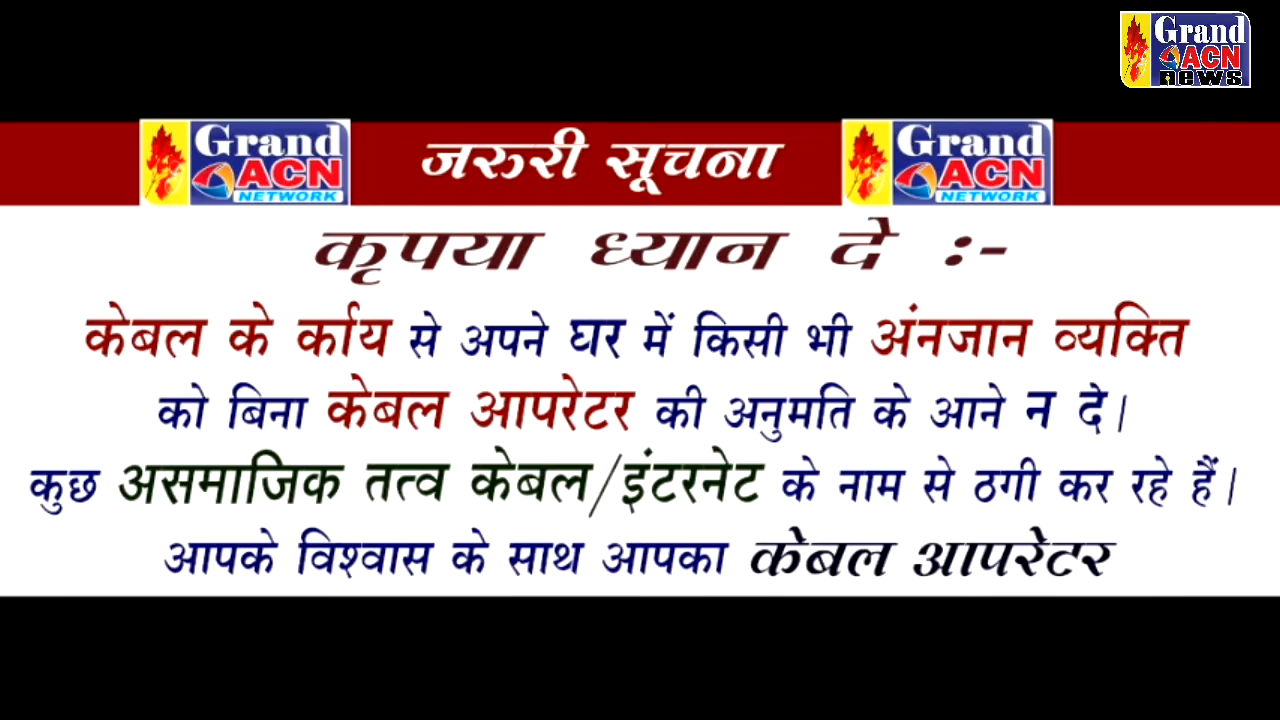 Grand
ACN
news
Grand
ACN
NETWORK
जरुरी सूचना
Grand
ACN
NETWORK
कृपया ध्यान दे :-
केबल के र्काय से अपने घर में किसी भी अंनजान व्यक्ति
को बिना केबल आपरेटर की अनुमति के आने न दे।
कुछ असमाजिक तत्व केबल/इंटरनेट के नाम से ठगी कर रहे हैं।
आपके विश्वास के साथ आपका केबल आपरेटर